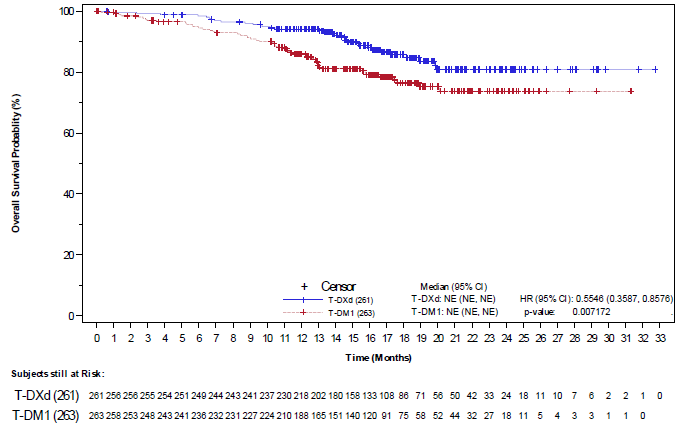 Overall Survival Probablity (%)
100
80
60
40
20
0
Censor
T-DXd (261)
T-DM1 (263)
Median (95% CI)
T-DXd: NE (NE, NE)
T-DM1: NE (NE, NE)
HR (95% CI): 0.5546 (0.3587, 0.8576)
p-value: 0.007172
0 1 2 3 4 5 6 7 8 9 10 11 12 13 14 15 16 17 18 19 20 21 22 23 24 25 26 27 28 29 30 31 32 33
Time (Months)
Subjects still at Risk:
T-DXd (261) 261 256 256 255 254 251 249 244 243 241 237 230 218 202 180 158 133 108 86 71 56 50 42 33 24 18 11 10 7 6 2 2 1 0
T-DM1 (263) 263 258 253 248 243 241 236 232 231 227 224 210 188 165 151 140 120 91 75 58 52 44 32 27 18 11 5 4 3 3 1 1 0